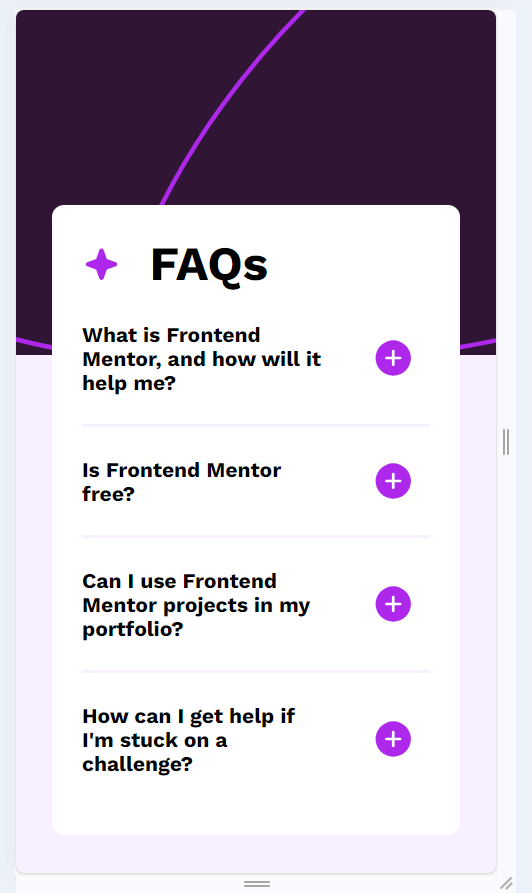 FAQs
What is Frontend
Mentor, and how will it
help me?
Is Frontend Mentor
free?
Can I use Frontend
Mentor projects in my
portfolio?
How can I get help if
I'm stuck on a
challenge?